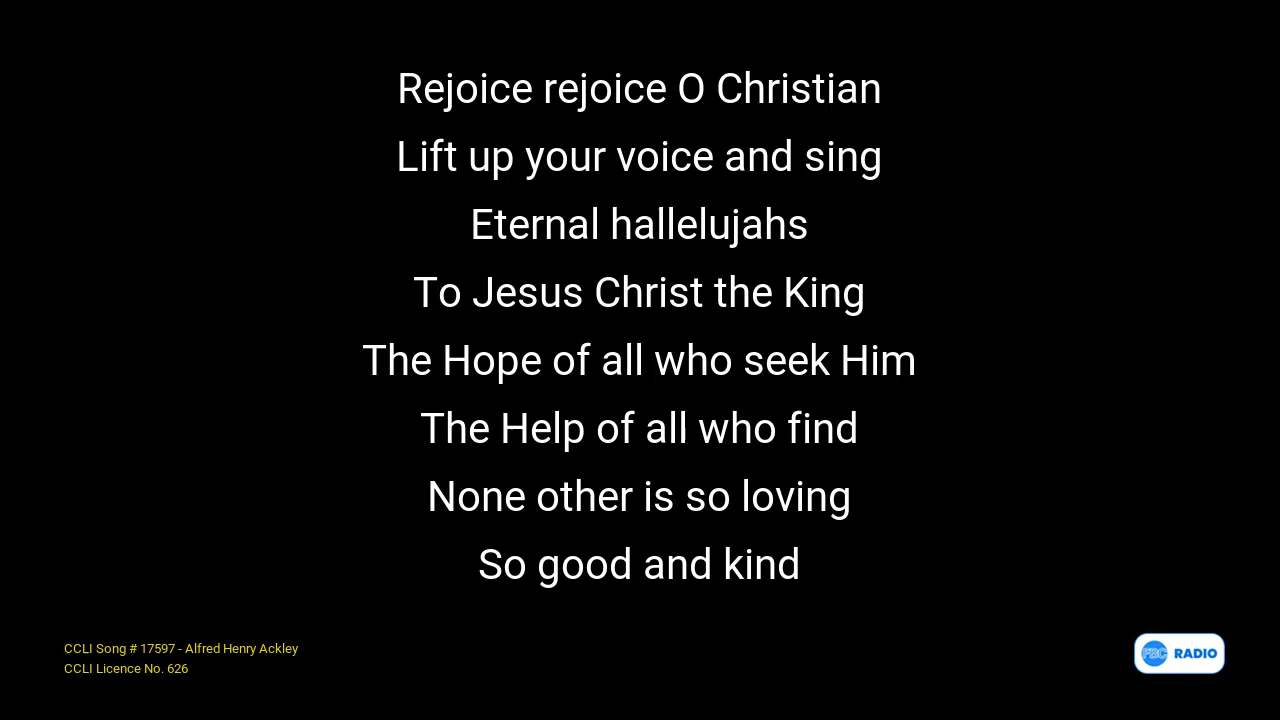 Rejoice rejoice O Christian
Lift up your voice and sing
Eternal hallelujahs
To Jesus Christ the King
The Hope of all who seek Him
The Help of all who find
None other is so loving
So good and kind
CCLI Song # 17597 - Alfred Henry Ackley
CCLI Licence No. 626
FBC RADIO